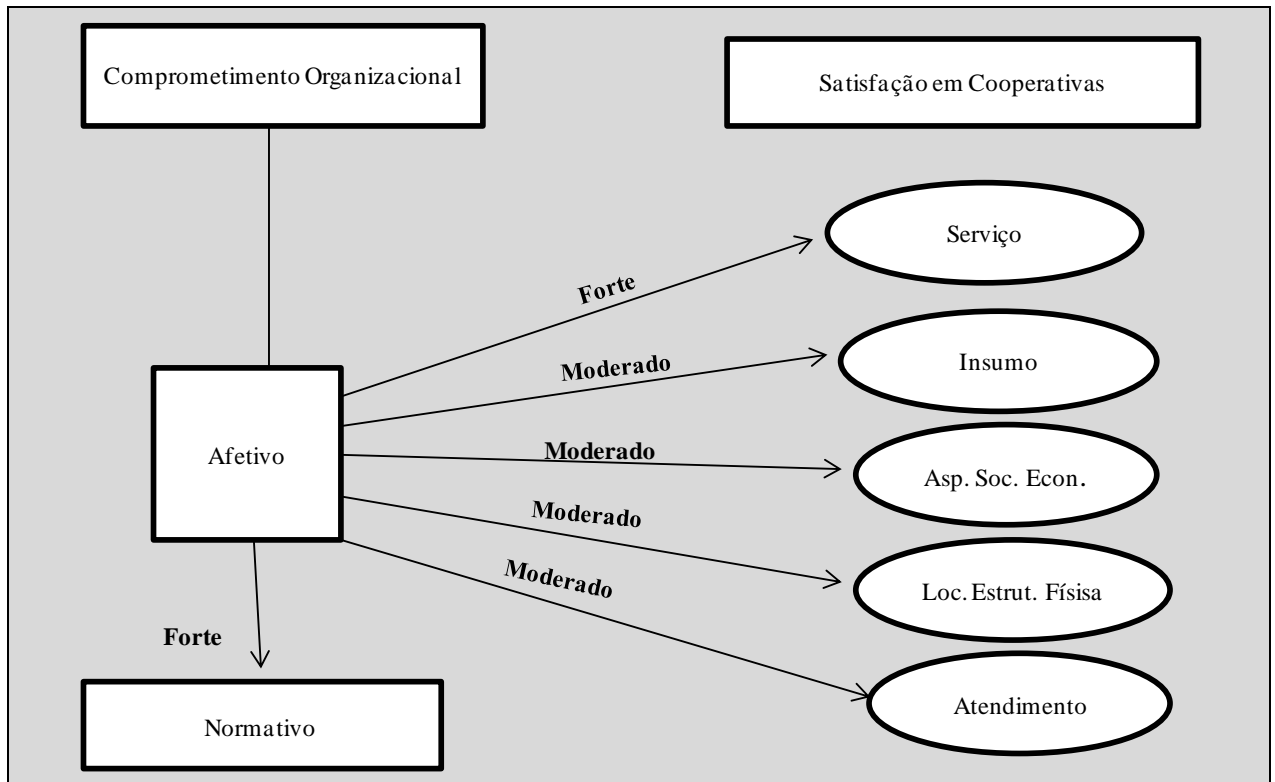 Comprometimento Organizacional
Satisfação em Cooperativas
Serviço
Forte
Insumo
Moderado
Afetivo
Moderado
Asp. Soc. Econ.
Moderado
Loc. Estrut. Físisa
Moderado
Forte
Atendimento
Normativo